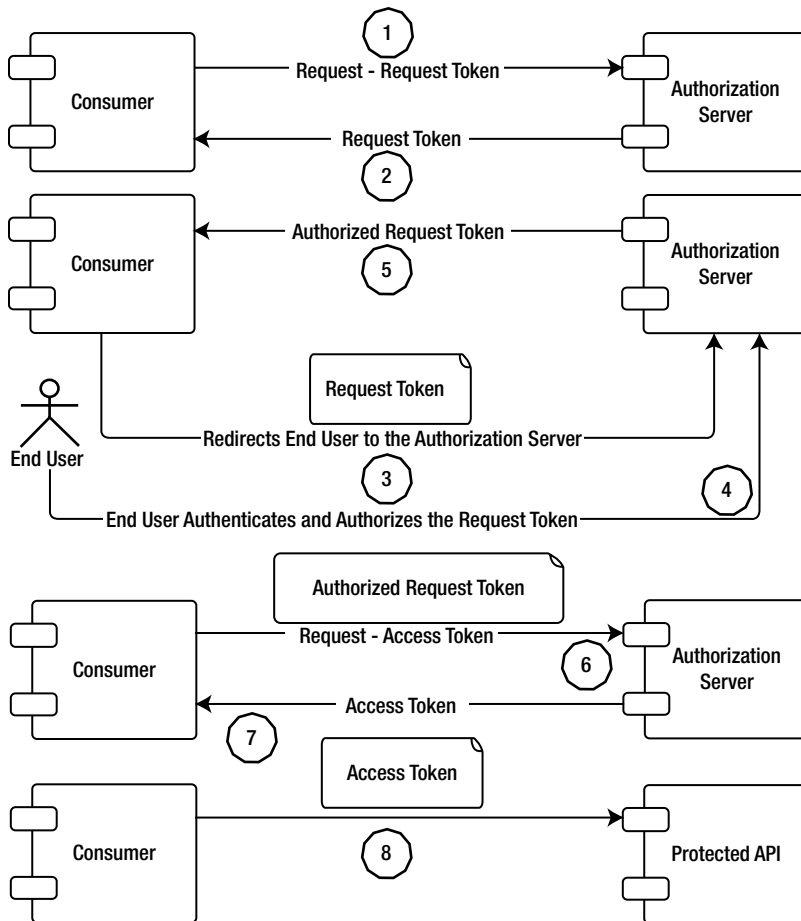 1
Request - Request Token
Consumer
Authorization
Server
Request Token
2
Authorized Request Token
Consumer
5
Authorization
Server
Request Token
End User
Redirects End User to the Authorization Server
3
4
End User Authenticates and Authorizes the Request Token
Authorized Request Token
Request - Access Token
Consumer
6
Authorization
Server
Access Token
7
Access Token
Consumer
8
Protected API